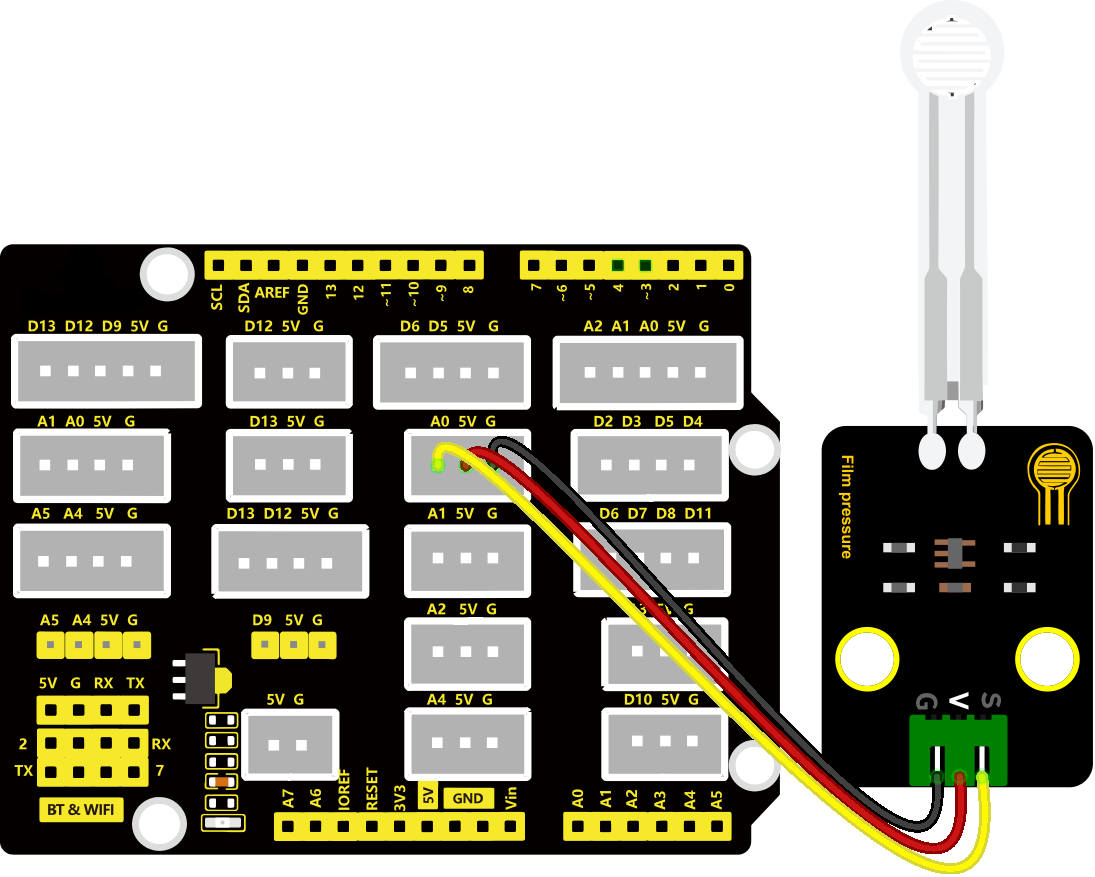 SCL SDA AREF GND 13 12 ~11 ~10 ~9 8
7 ~6 ~5 4 ~3 2 1 0
D13 D12 D9 5V G
D12 5V G
D6 D5 5V G
A2 A1 A0 5V G
A1 A0 5V G
D13 5V G
A0 5V G
D2 D3 D5 D4
A5 A4 5V G
D13 D12 5V G
A1 5V G
D6 D7 D8 D11
A5 A4 5V G
D9 5V G
A2 5V G
5V G
5V G RX TX
5V G
A4 5V G
D10 5V G
2 RX
TX 7
BT & WIFI
A7 A6 IOREF RESET 3V3 5V GND Vin
A0 A1 A2 A3 A4 A5
Film pressure
G V S